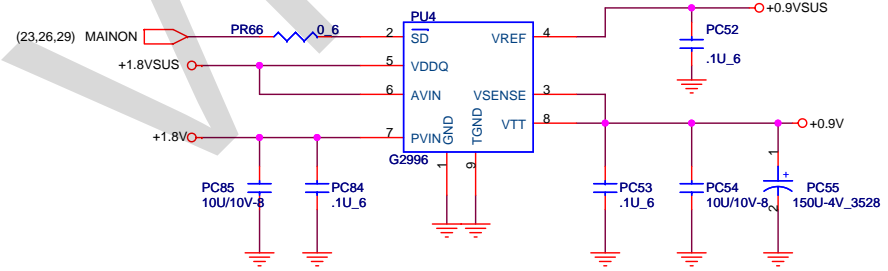 PU4
+0.9VSUS
PR66 0_6
(23,26,29) MAINON
2 SD VREF 4
PC52
.1U_6
+1.8VSUS
5 VDDQ
6 AVIN VSENSE 3
VTT 8
+0.9V
+1.8V
7 PVIN GND TGND
G2996
1 9
1
+
2
PC85
10U/10V-8
PC84
.1U_6
PC53
.1U_6
PC54
10U/10V-8
PC55
150U-4V_3528